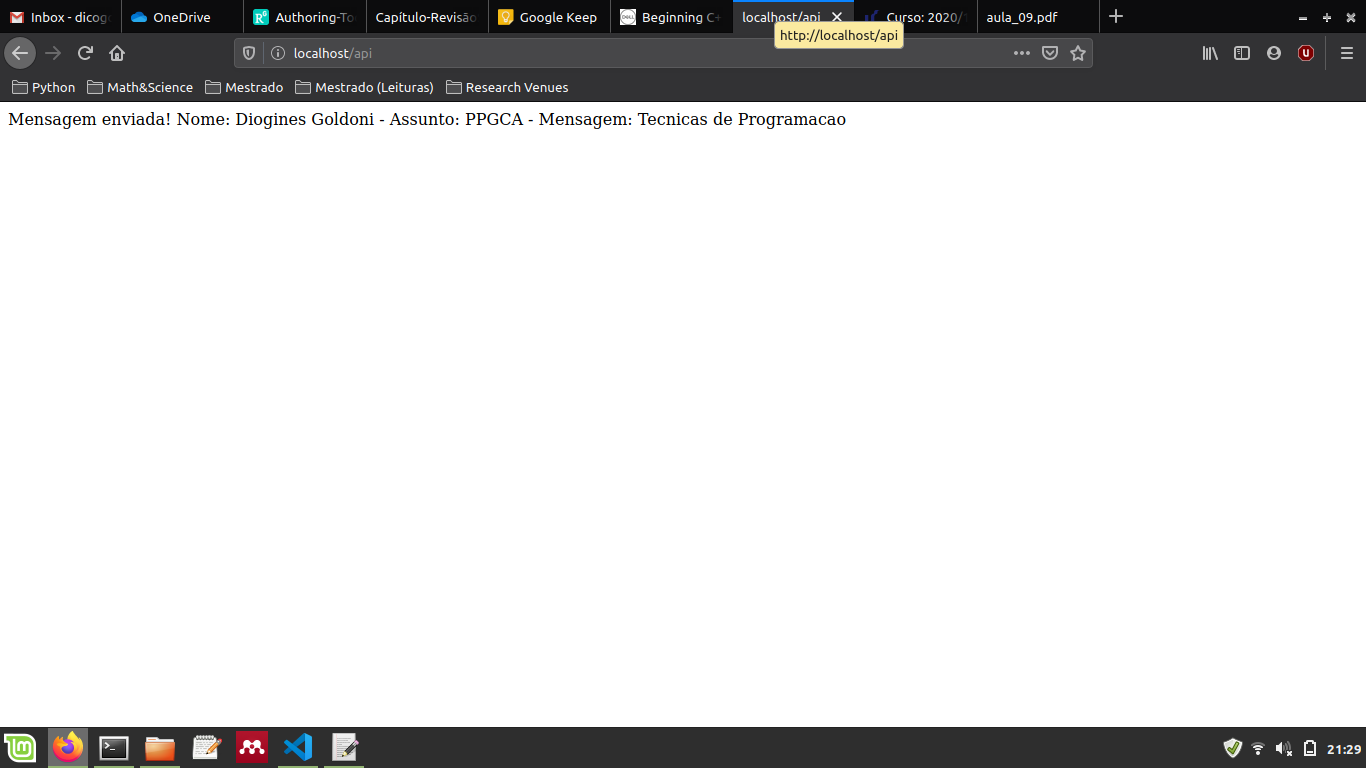 Inbox - dicog OneDrive Authoring-To Capítulo-Revisão Google Keep Beginning C+ localhost/api Curso: 2020/1 aula_09.pdf
http://localhost/api
localhost/api
Python Math&Science Mestrado Mestrado (Leituras) Research Venues
Mensagem enviada! Nome: Diogines Goldoni - Assunto: PPGCA - Mensagem: Tecnicas de Programacao
21:29